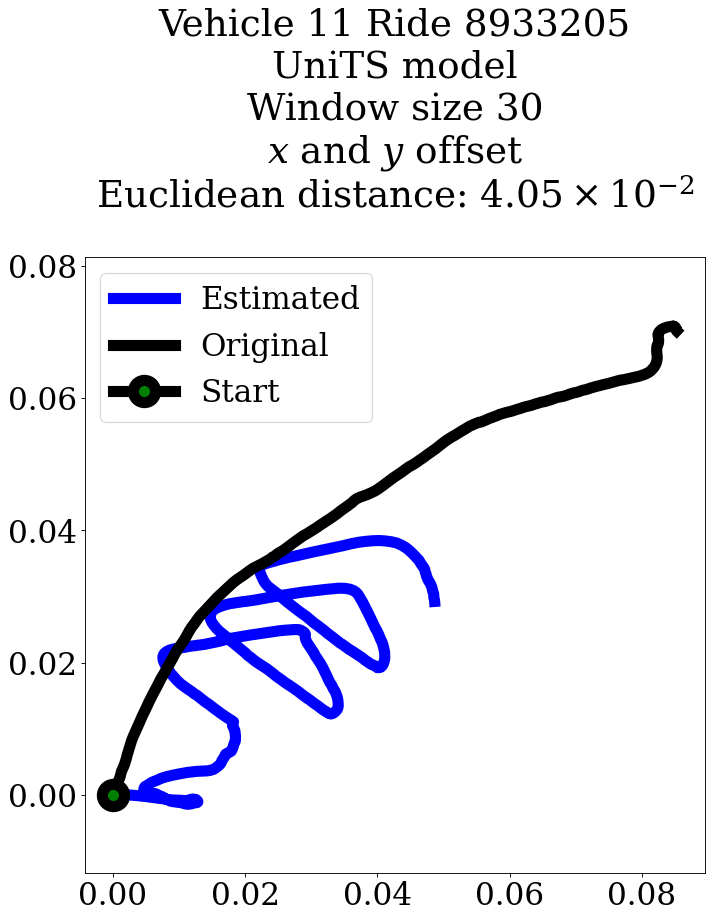 Vehicle 11 Ride 8933205
UniTS model
Window size 30
x and y offset
Euclidean distance: 4.05 × 10⁻²
0.08
0.06
0.04
0.02
0.00
Estimated
Original
Start
0.00 0.02 0.04 0.06 0.08